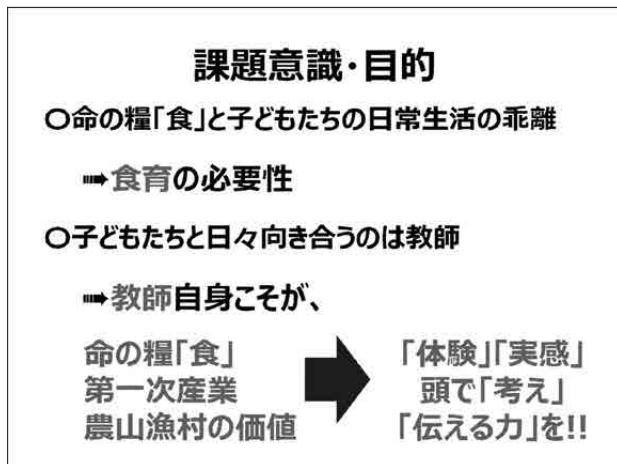 課題意識・目的
〇命の糧「食」と子どもたちの日常生活の乖離
➠食育の必要性
〇子どもたちと日々向き合うのは教師
➠教師自身こそが、
命の糧「食」
第一次産業
農山漁村の価値
「体験」「実感」
頭で「考え」
「伝える力」を!!